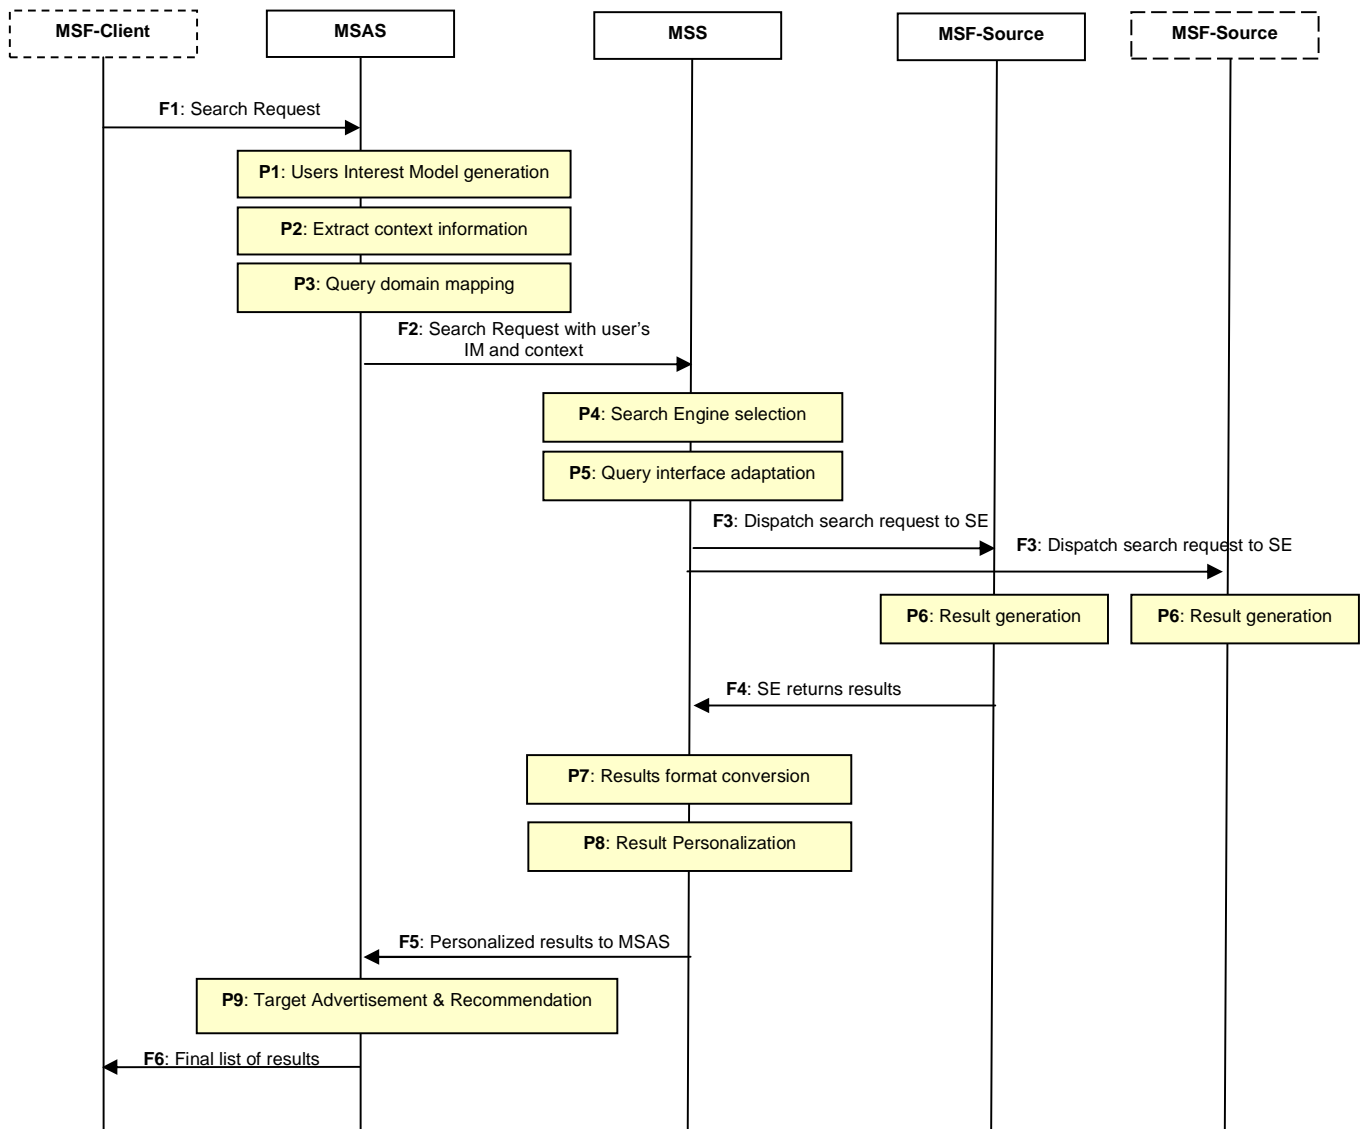 MSF-Client
MSAS
MSS
MSF-Source
MSF-Source
F1: Search Request
P1: Users Interest Model generation
P2: Extract context information
P3: Query domain mapping
F2: Search Request with user’s
IM and context
P4: Search Engine selection
P5: Query interface adaptation
F3: Dispatch search request to SE
F3: Dispatch search request to SE
P6: Result generation
P6: Result generation
F4: SE returns results
P7: Results format conversion
P8: Result Personalization
F5: Personalized results to MSAS
P9: Target Advertisement & Recommendation
F6: Final list of results